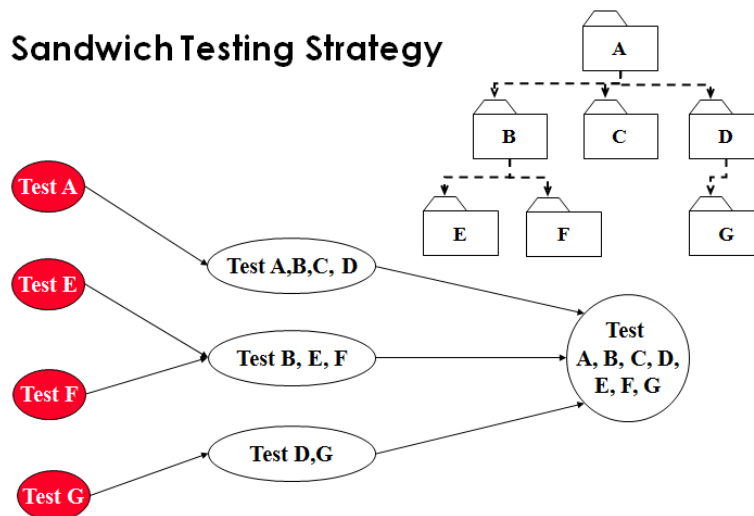 Sandwich Testing Strategy
A
B
C
D
E
F
G
Test A
Test E
Test F
Test G
Test A,B,C, D
Test B, E, F
Test D,G
Test
A, B, C, D,
E, F, G